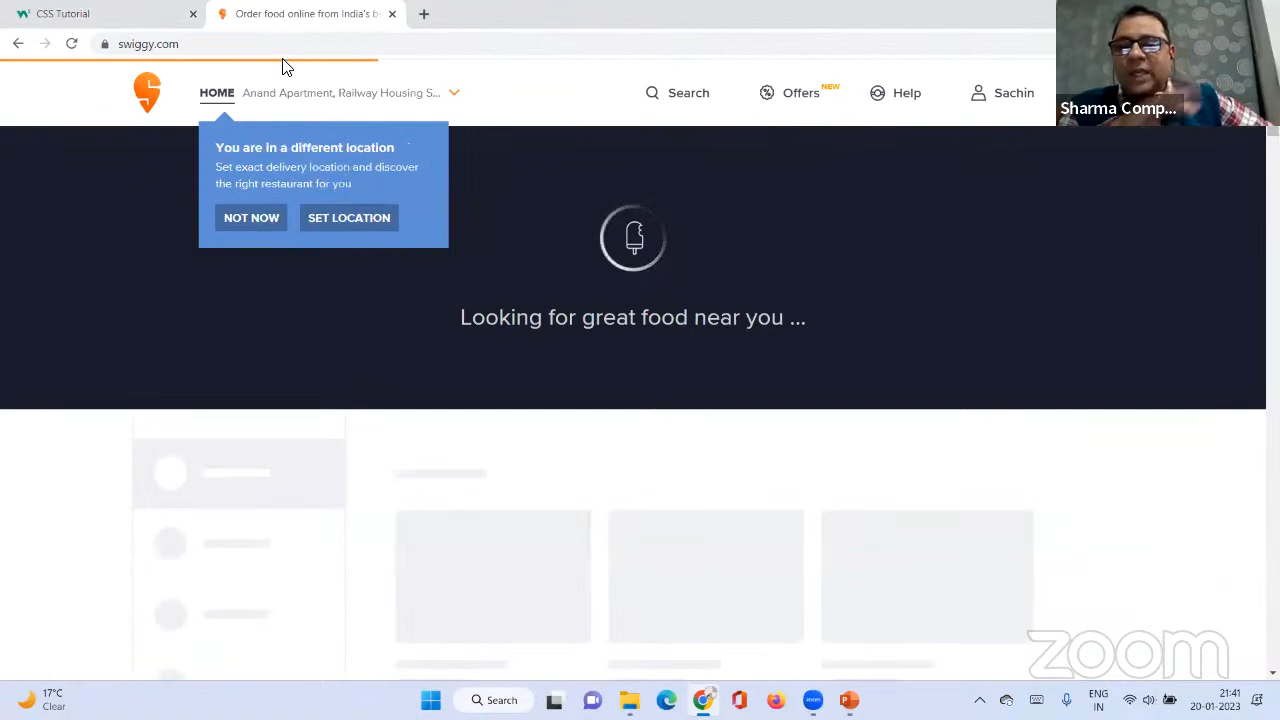 CSS Tutorial
Order food online from India's b
swiggy.com
HOME Anand Apartment, Railway Housing S...
Search
Offers NEW
Help
Sachin
Sharma Comp...
You are in a different location
Set exact delivery location and discover
the right restaurant for you
NOT NOW
SET LOCATION
Looking for great food near you ...
zoom
17°C
Clear
Search
ENG
IN
21:41
20-01-2023